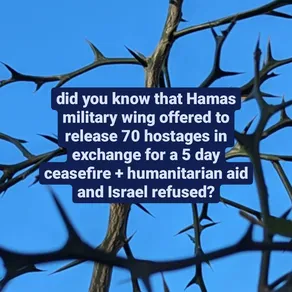 did you know that Hamas
military wing offered to
release 70 hostages in
exchange for a 5 day
ceasefire + humanitarian aid
and Israel refused?